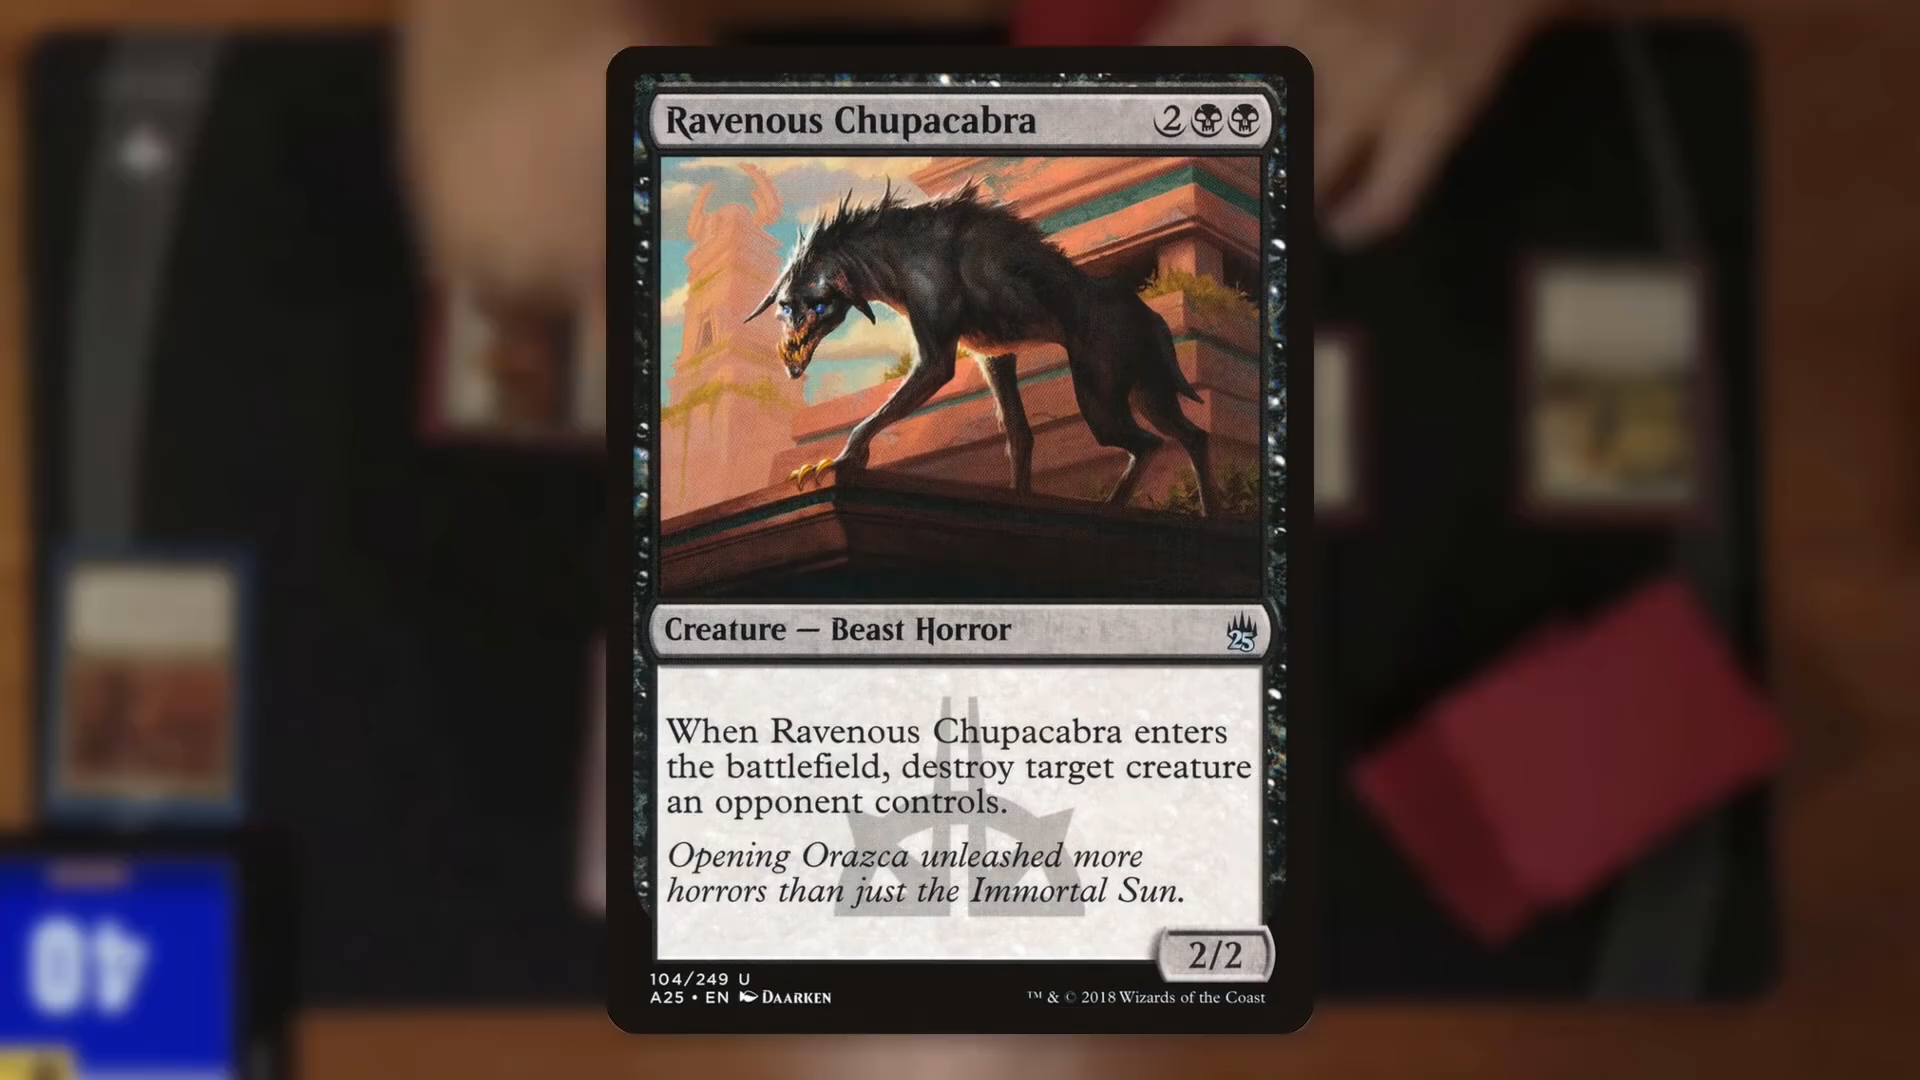 Ravenous Chupacabra 2
Creature — Beast Horror
25
When Ravenous Chupacabra enters
the battlefield, destroy target creature
an opponent controls.
Opening Orazca unleashed more
horrors than just the Immortal Sun.
2/2
104/249 U
A25 • EN DAARKEN
™ & © 2018 Wizards of the Coast
40